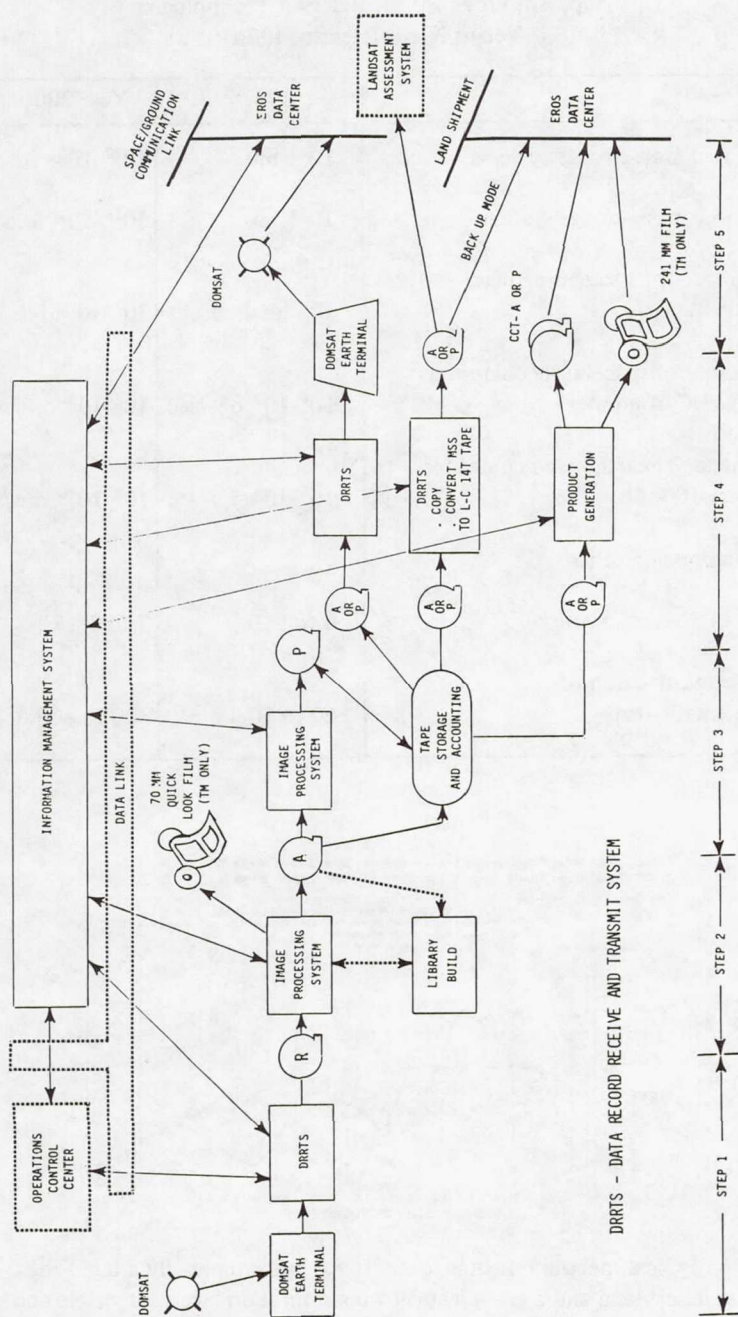 OPERATIONS
CONTROL
CENTER
INFORMATION MANAGEMENT SYSTEM
DATA LINK
SPACE/GROUND
COMMUNICATION
LINK
DOMSAT
DOMSAT
EARTH
TERMINAL
DRRTS
R
IMAGE
PROCESSING
SYSTEM
70 MM
QUICK
LOOK FILM
(TM ONLY)
LIBRARY
BUILD
A
IMAGE
PROCESSING
SYSTEM
P
TAPE
STORAGE
AND ACCOUNTING
A
OR
P
DRRTS
DOMSAT
EARTH
TERMINAL
DOMSAT
EROS
DATA
CENTER
A
OR
P
DRRTS
· COPY
· CONVERT MSS
TO L-C 14T TAPE
A
OR
P
LANDSAT
ASSESSMENT
SYSTEM
LAND SHIPMENT
BACK UP MODE
EROS
DATA
CENTER
A
OR
P
PRODUCT
GENERATION
CCT-A OR P
241 MM FILM
(TM ONLY)
DRRTS - DATA RECORD RECEIVE AND TRANSMIT SYSTEM
STEP 1
STEP 2
STEP 3
STEP 4
STEP 5